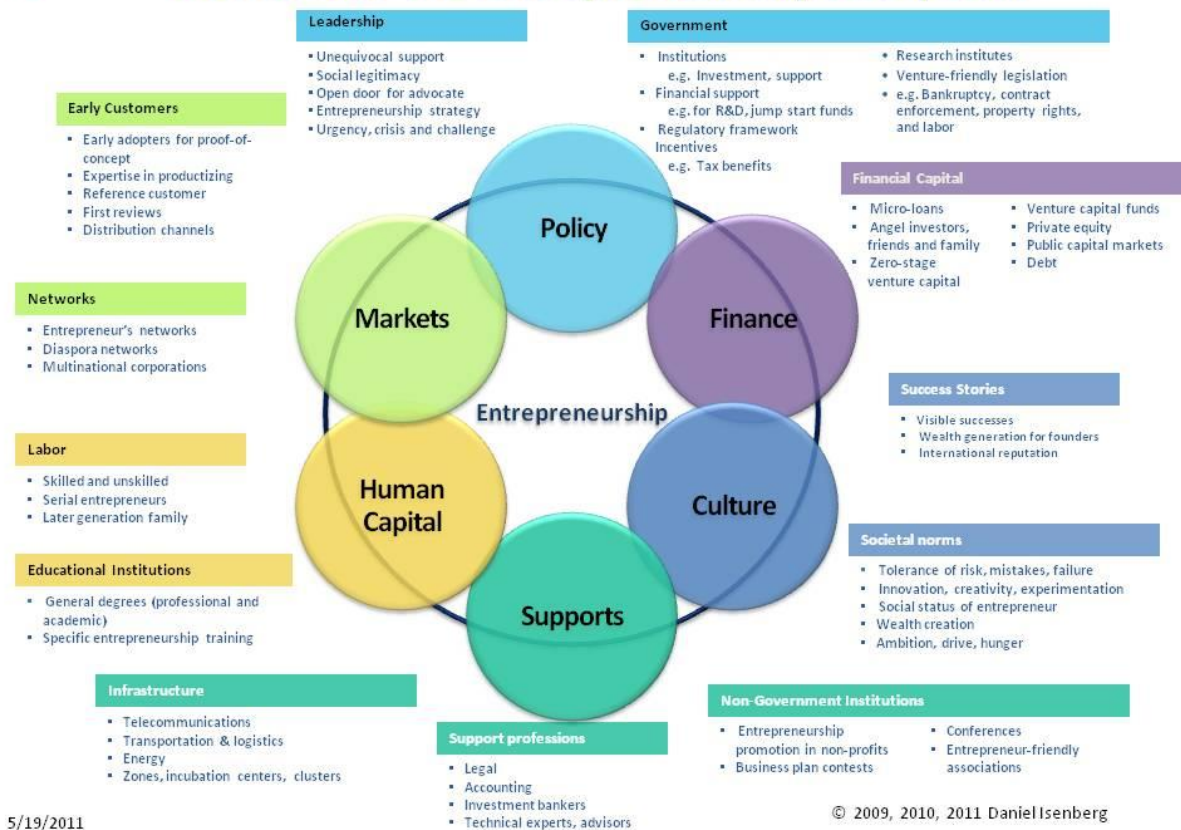 Leadership
▪ Unequivocal support
▪ Social legitimacy
▪ Open door for advocate
▪ Entrepreneurship strategy
▪ Urgency, crisis and challenge
Government
▪ Institutions
e.g. Investment, support
▪ Financial support
e.g. for R&D, jump start funds
▪ Regulatory framework
Incentives
e.g. Tax benefits
• Research institutes
• Venture-friendly legislation
• e.g. Bankruptcy, contract
enforcement, property rights,
and labor
Early Customers
▪ Early adopters for proof-of-
concept
▪ Expertise in productizing
▪ Reference customer
▪ First reviews
▪ Distribution channels
Financial Capital
▪ Micro-loans
▪ Angel investors,
friends and family
▪ Zero-stage
venture capital
▪ Venture capital funds
▪ Private equity
▪ Public capital markets
▪ Debt
Networks
▪ Entrepreneur's networks
▪ Diaspora networks
▪ Multinational corporations
Policy
Markets
Finance
Entrepreneurship
Human
Capital
Culture
Supports
Success Stories
▪ Visible successes
▪ Wealth generation for founders
▪ International reputation
Labor
▪ Skilled and unskilled
▪ Serial entrepreneurs
▪ Later generation family
Societal norms
▪ Tolerance of risk, mistakes, failure
▪ Innovation, creativity, experimentation
▪ Social status of entrepreneur
▪ Wealth creation
▪ Ambition, drive, hunger
Educational Institutions
▪ General degrees (professional and
academic)
▪ Specific entrepreneurship training
Infrastructure
▪ Telecommunications
▪ Transportation & logistics
▪ Energy
▪ Zones, incubation centers, clusters
Support professions
▪ Legal
▪ Accounting
▪ Investment bankers
▪ Technical experts, advisors
Non-Government Institutions
▪ Entrepreneurship
promotion in non-profits
▪ Business plan contests
▪ Conferences
▪ Entrepreneur-friendly
associations
5/19/2011
© 2009, 2010, 2011 Daniel Isenberg